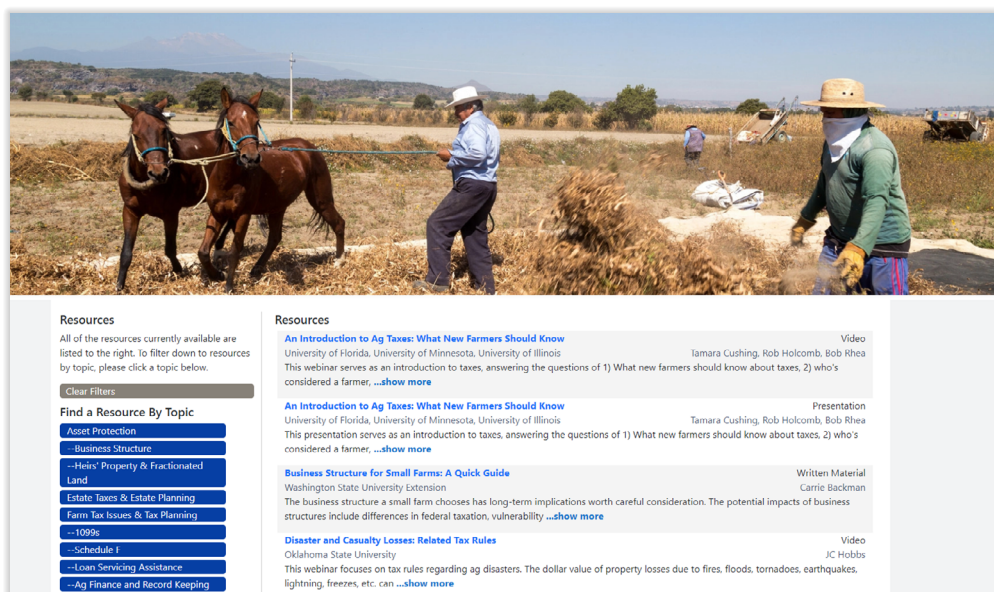 Resources
All of the resources currently available are
listed to the right. To filter down to resources
by topic, please click a topic below.
Clear Filters
Find a Resource By Topic
Asset Protection
--Business Structure
--Heirs' Property & Fractionated
Land
Estate Taxes & Estate Planning
Farm Tax Issues & Tax Planning
--1099s
--Schedule F
--Loan Servicing Assistance
--Ag Finance and Record Keeping
Resources
An Introduction to Ag Taxes: What New Farmers Should Know Video
University of Florida, University of Minnesota, University of Illinois Tamara Cushing, Rob Holcomb, Bob Rhea
This webinar serves as an introduction to taxes, answering the questions of 1) What new farmers should know about taxes, 2) who's
considered a farmer, ...show more
An Introduction to Ag Taxes: What New Farmers Should Know Presentation
University of Florida, University of Minnesota, University of Illinois Tamara Cushing, Rob Holcomb, Bob Rhea
This presentation serves as an introduction to taxes, answering the questions of 1) What new farmers should know about taxes, 2) who's
considered a farmer, ...show more
Business Structure for Small Farms: A Quick Guide Written Material
Washington State University Extension Carrie Backman
The business structure a small farm chooses has long-term implications worth careful consideration. The potential impacts of business
structures include differences in federal taxation, vulnerability ...show more
Disaster and Casualty Losses: Related Tax Rules Video
Oklahoma State University JC Hobbs
This webinar focuses on tax rules regarding ag disasters. The dollar value of property losses due to fires, floods, tornadoes, earthquakes,
lightning, freezes, etc. can ...show more